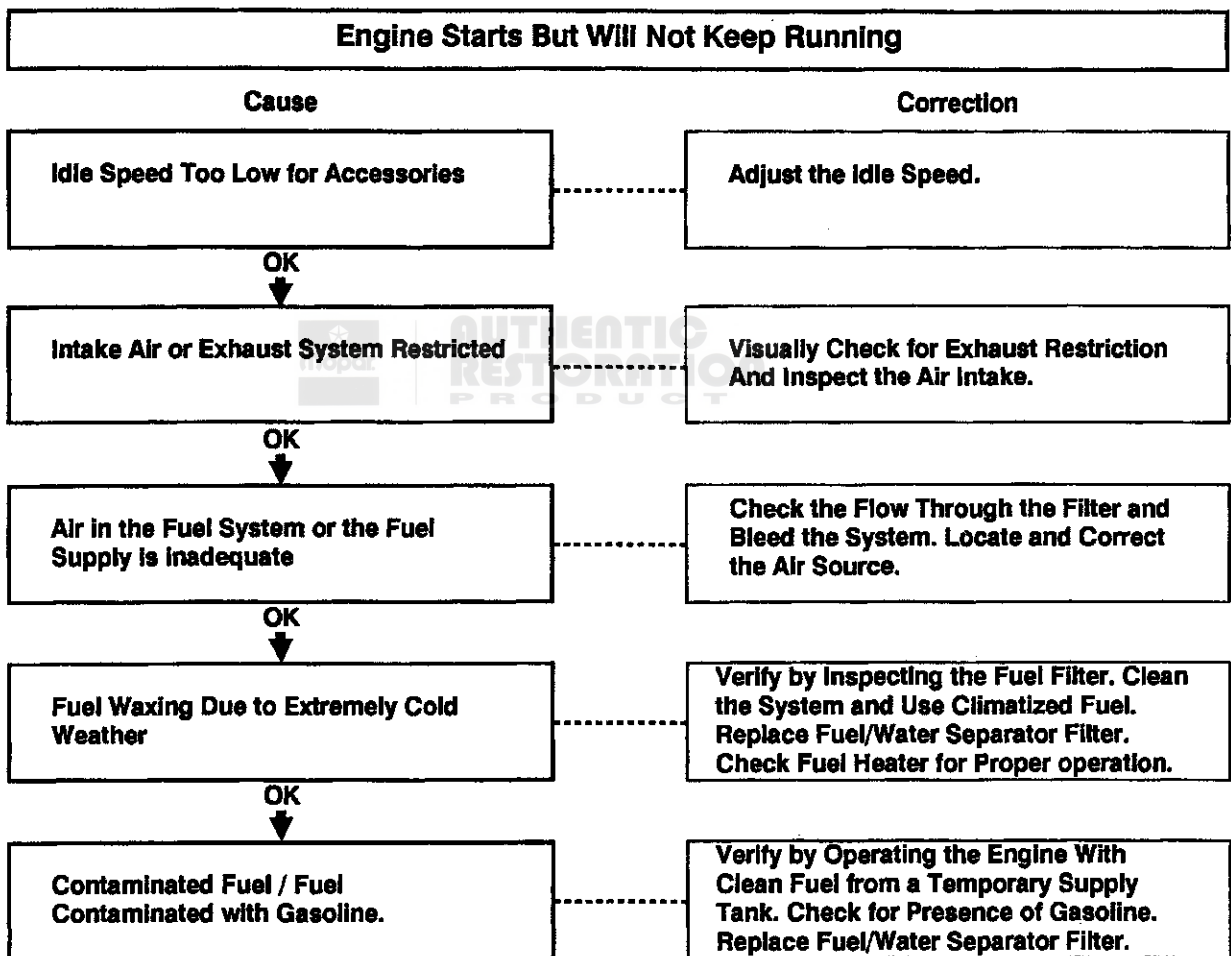 Engine Starts But Will Not Keep Running
Cause
Correction
Idle Speed Too Low for Accessories
Adjust the Idle Speed.
OK
Intake Air or Exhaust System Restricted
Visually Check for Exhaust Restriction
And Inspect the Air Intake.
mopar
AUTHENTIC
RESTORATION
PRODUCT
OK
Air in the Fuel System or the Fuel
Supply is inadequate
Check the Flow Through the Filter and
Bleed the System. Locate and Correct
the Air Source.
OK
Fuel Waxing Due to Extremely Cold
Weather
Verify by Inspecting the Fuel Filter. Clean
the System and Use Climatized Fuel.
Replace Fuel/Water Separator Filter.
Check Fuel Heater for Proper operation.
OK
Contaminated Fuel / Fuel
Contaminated with Gasoline.
Verify by Operating the Engine With
Clean Fuel from a Temporary Supply
Tank. Check for Presence of Gasoline.
Replace Fuel/Water Separator Filter.